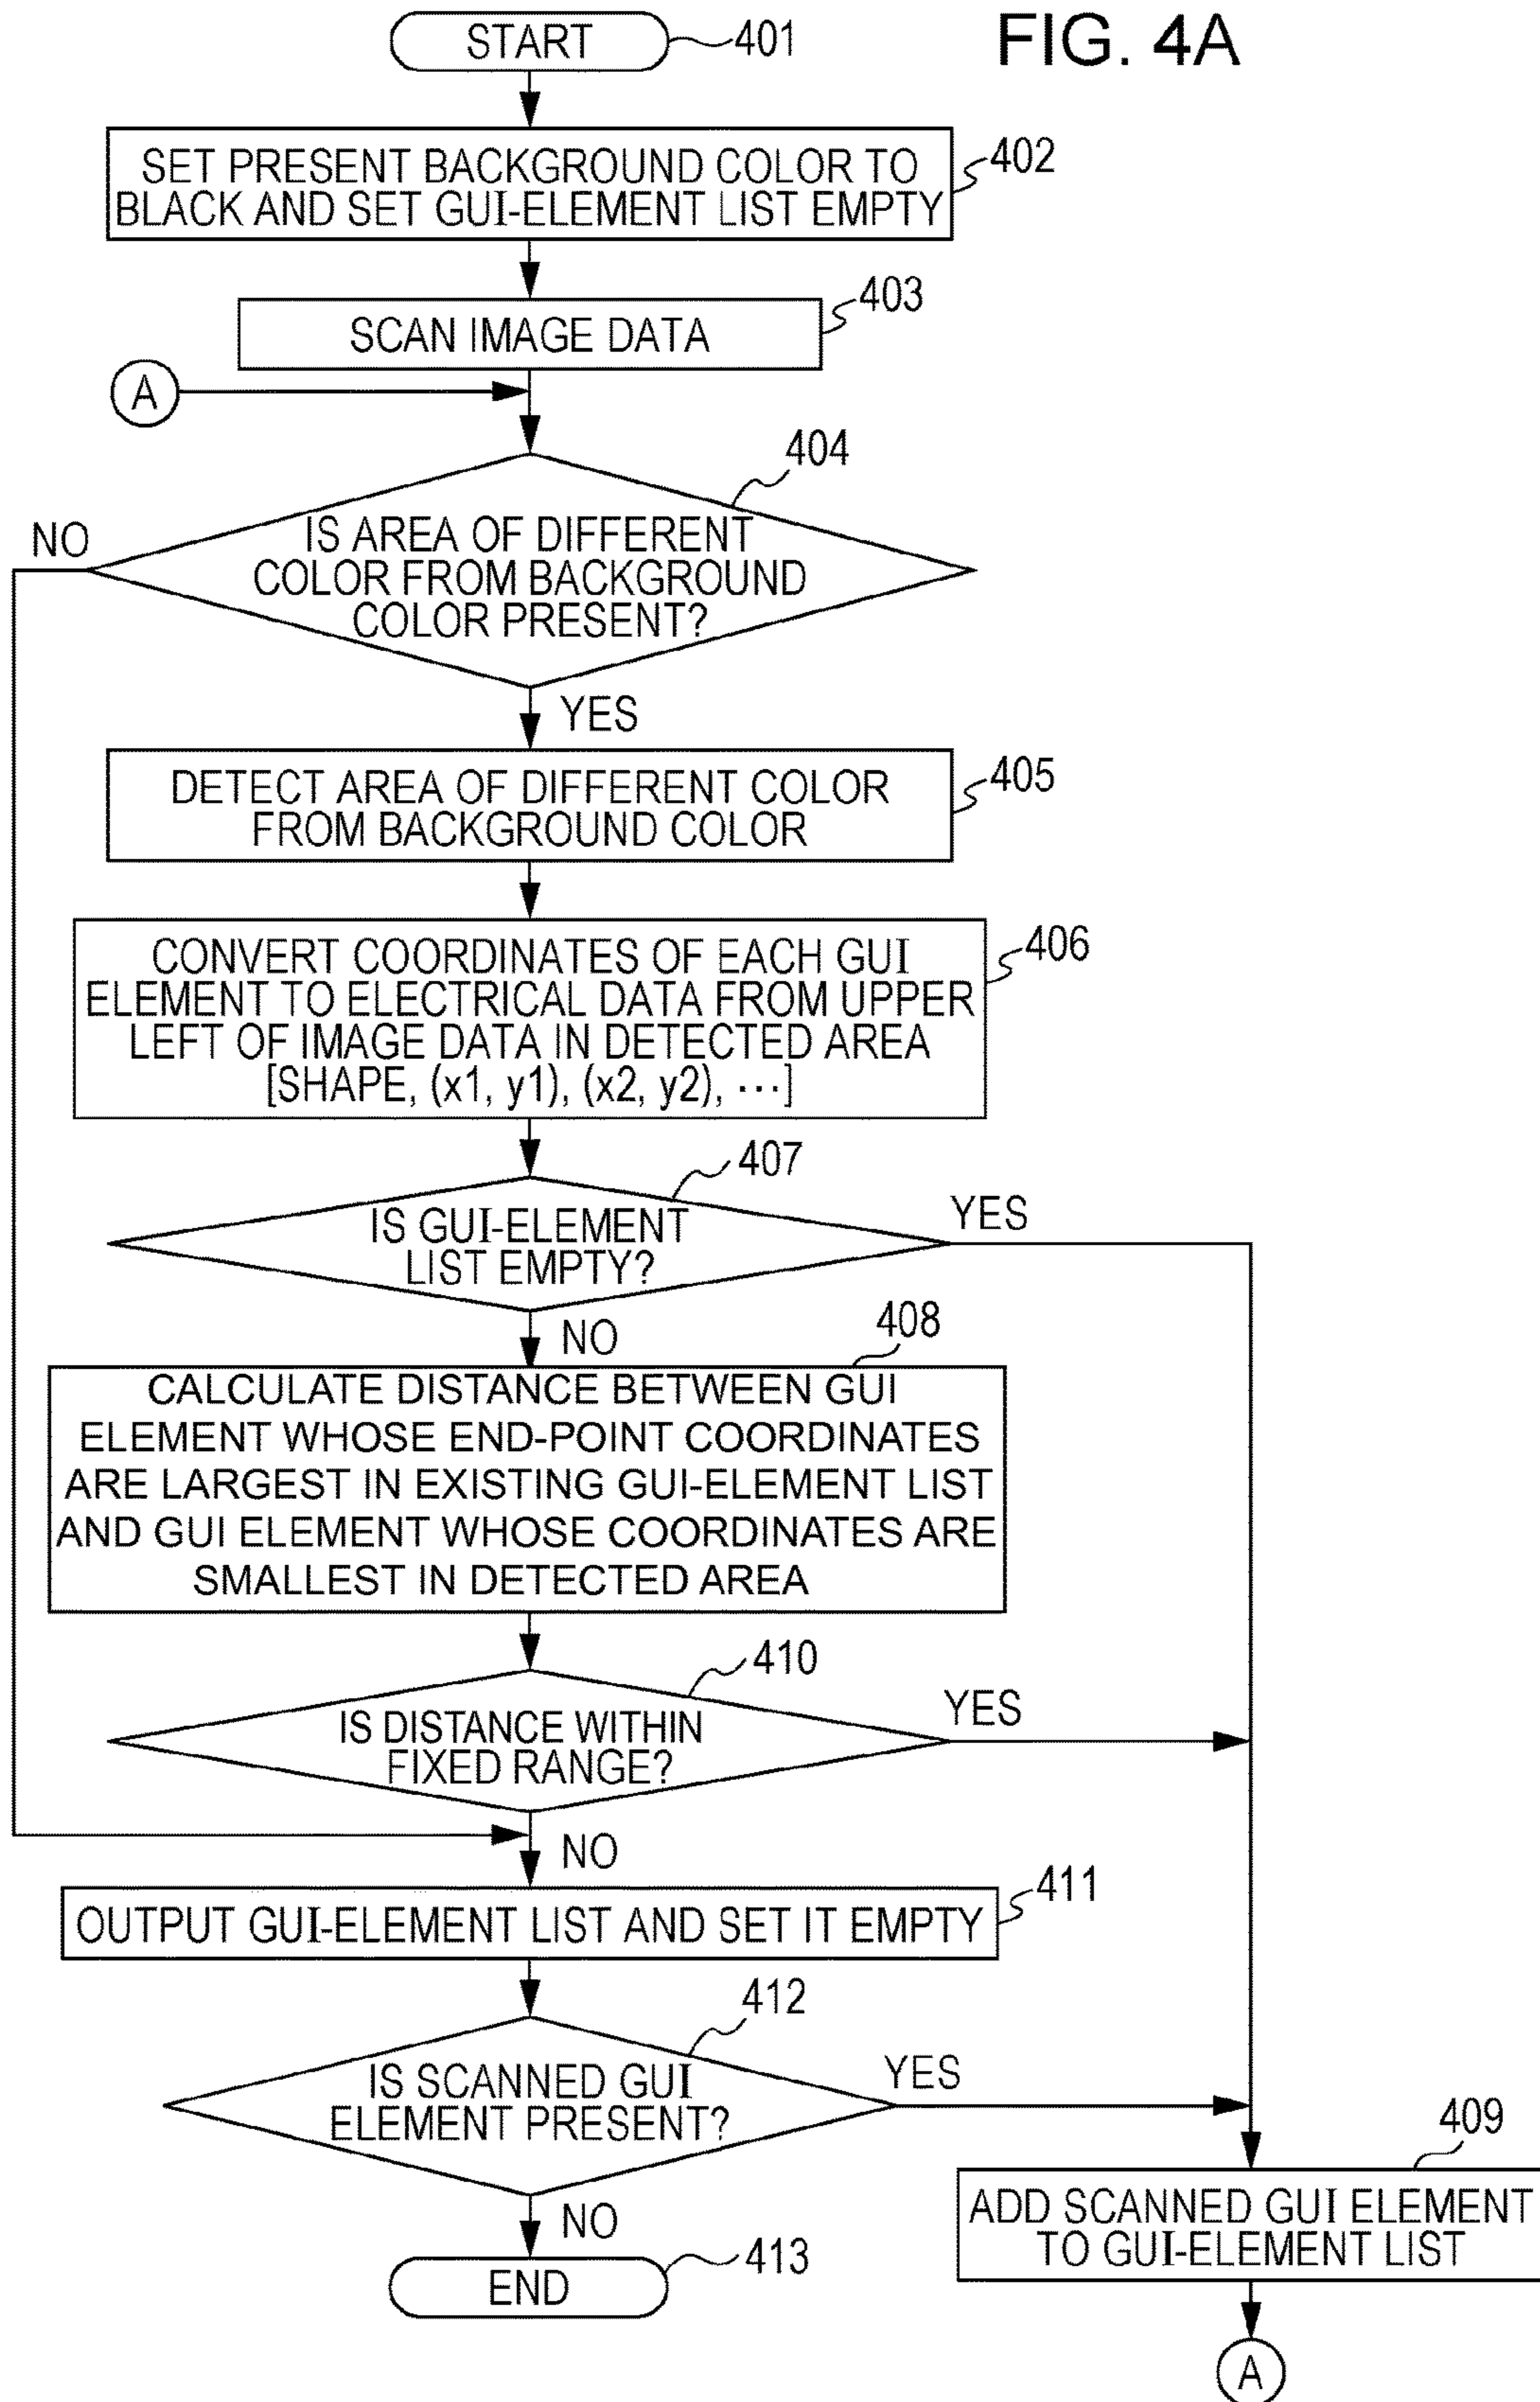 FIG. 4A
START
401
SET PRESENT BACKGROUND COLOR TO
BLACK AND SET GUI-ELEMENT LIST EMPTY
402
SCAN IMAGE DATA
403
A
404
IS AREA OF DIFFERENT
COLOR FROM BACKGROUND
COLOR PRESENT?
NO
YES
DETECT AREA OF DIFFERENT COLOR
FROM BACKGROUND COLOR
405
CONVERT COORDINATES OF EACH GUI
ELEMENT TO ELECTRICAL DATA FROM UPPER
LEFT OF IMAGE DATA IN DETECTED AREA
[SHAPE, (x1, y1), (x2, y2), ···]
406
407
IS GUI-ELEMENT
LIST EMPTY?
YES
NO
408
CALCULATE DISTANCE BETWEEN GUI
ELEMENT WHOSE END-POINT COORDINATES
ARE LARGEST IN EXISTING GUI-ELEMENT LIST
AND GUI ELEMENT WHOSE COORDINATES ARE
SMALLEST IN DETECTED AREA
410
IS DISTANCE WITHIN
FIXED RANGE?
YES
NO
OUTPUT GUI-ELEMENT LIST AND SET IT EMPTY
411
412
IS SCANNED GUI
ELEMENT PRESENT?
YES
NO
409
ADD SCANNED GUI ELEMENT
TO GUI-ELEMENT LIST
END
413
A